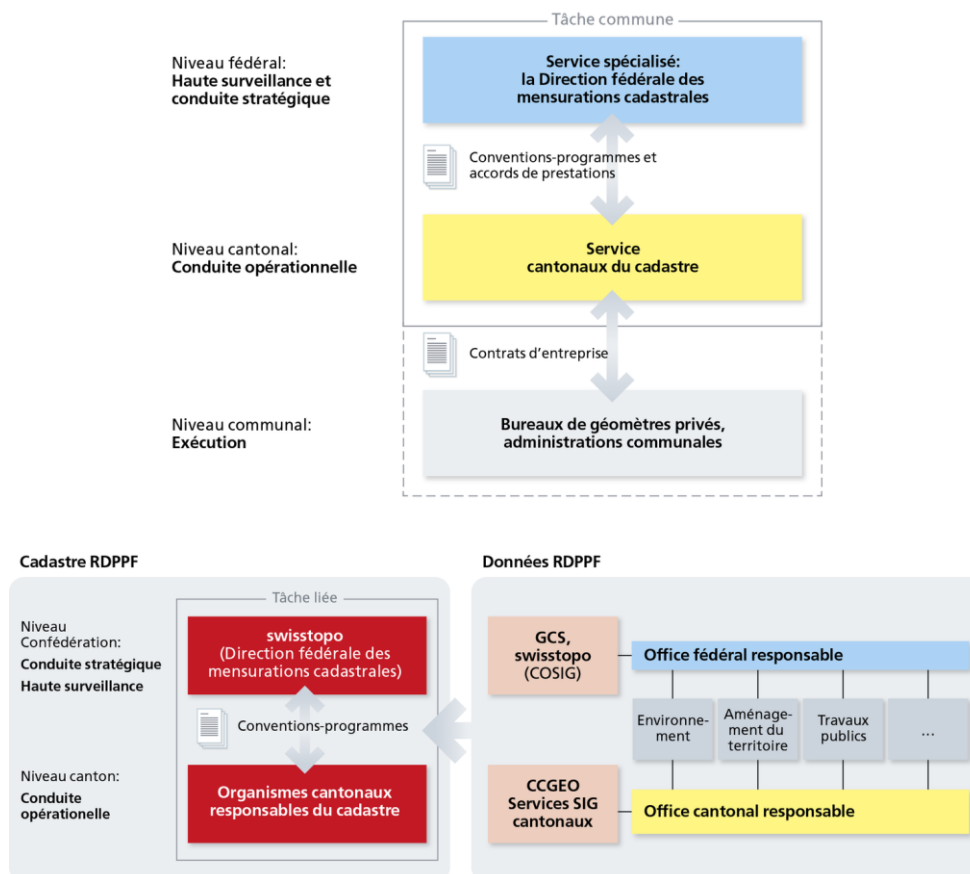 Tâche commune
Niveau fédéral:
Haute surveillance et
conduite stratégique
Service spécialisé:
la Direction fédérale des
mensurations cadastrales
Conventions-programmes et
accords de prestations
Niveau cantonal:
Conduite opérationnelle
Service
cantonaux du cadastre
Contrats d'entreprise
Niveau communal:
Exécution
Bureaux de géomètres privés,
administrations communales
Cadastre RDPPF
Tâche liée
Niveau
Confédération:
Conduite stratégique
Haute surveillance
swisstopo
(Direction fédérale des
mensurations cadastrales)
Conventions-programmes
Niveau canton:
Conduite
opérationnelle
Organismes cantonaux
responsables du cadastre
Données RDPPF
GCS,
swisstopo
(COSIG)
Office fédéral responsable
Environne-
ment
Aménage-
ment du
territoire
Travaux
publics
...
CCGEO
Services SIG
cantonaux
Office cantonal responsable